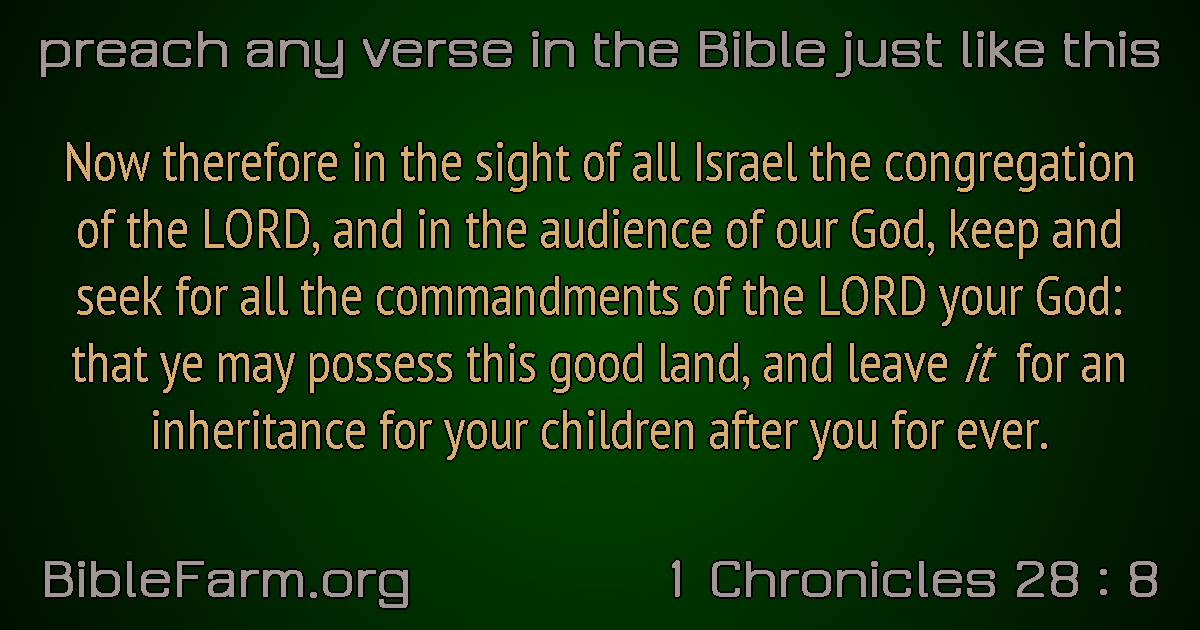 preach any verse in the Bible just like this
Now therefore in the sight of all Israel the congregation
of the LORD, and in the audience of our God, keep and
seek for all the commandments of the LORD your God:
that ye may possess this good land, and leave it for an
inheritance for your children after you for ever.
BibleFarm.org
1 Chronicles 28 : 8